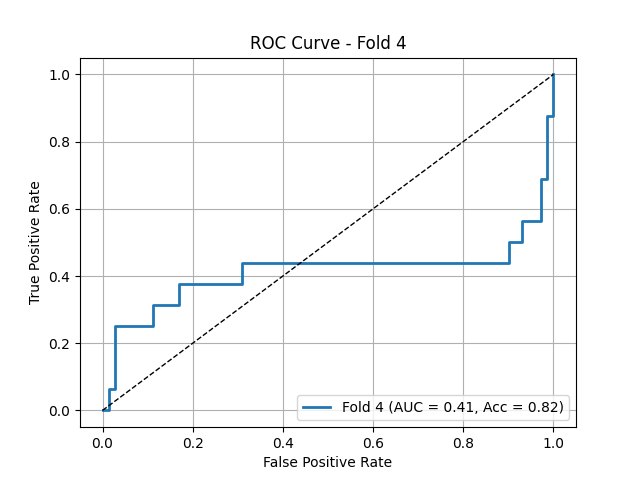 ROC Curve - Fold 4
True Positive Rate
1.0
0.8
0.6
0.4
0.2
0.0
Fold 4 (AUC = 0.41, Acc = 0.82)
0.0 0.2 0.4 0.6 0.8 1.0
False Positive Rate